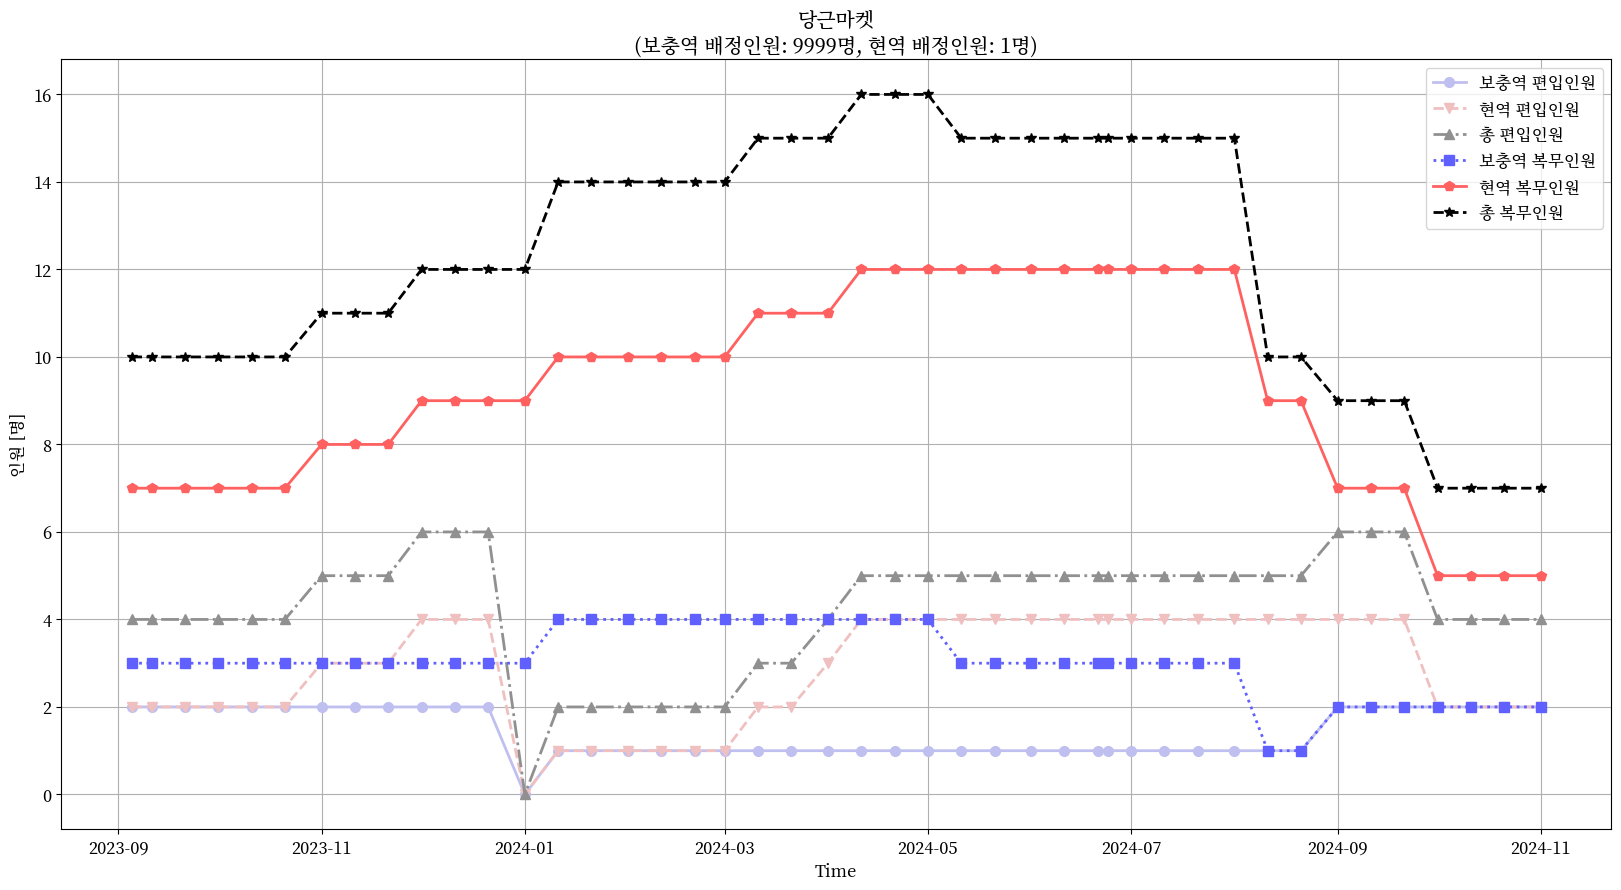 당근마켓
(보충역 배정인원: 9999명, 현역 배정인원: 1명)
보충역 편입인원
현역 편입인원
총 편입인원
보충역 복무인원
현역 복무인원
총 복무인원
인원 [명]
16
14
12
10
8
6
4
2
0
2023-09
2023-11
2024-01
2024-03
2024-05
2024-07
2024-09
2024-11
Time